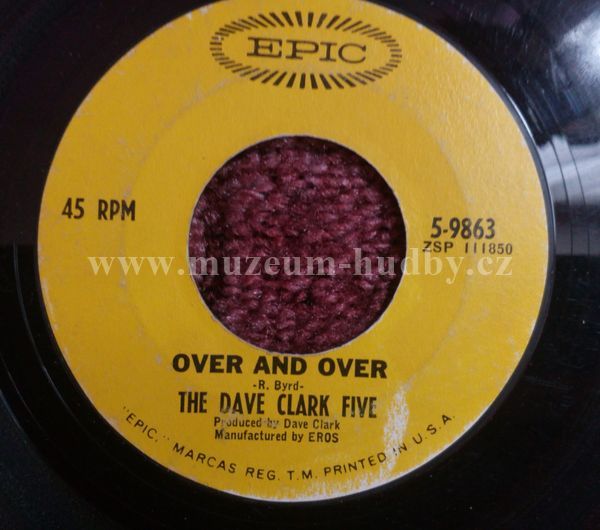 EPIC
45 RPM
5-9863
ZSP 111850
www.muzeum-hudby.cz
OVER AND OVER
-R. Byrd-
THE DAVE CLARK FIVE
Produced by Dave Clark
Manufactured by EROS
"EPIC," MARCAS REG. T.M. PRINTED IN U.S.A.